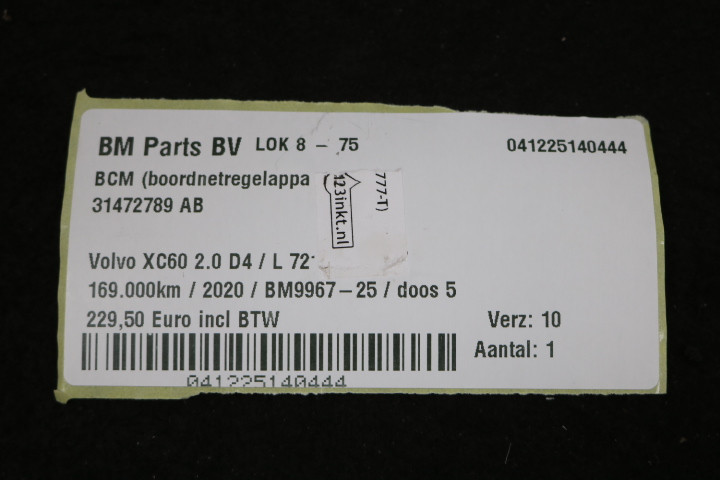 BM Parts BV LOK 8 - 75 041225140444
BCM (boordnetregelappa
31472789 AB
777-T)
123inkt.nl
Volvo XC60 2.0 D4 / L 72
169.000km / 2020 / BM9967-25 / doos 5
229,50 Euro incl BTW Verz: 10
Aantal: 1
041225140444